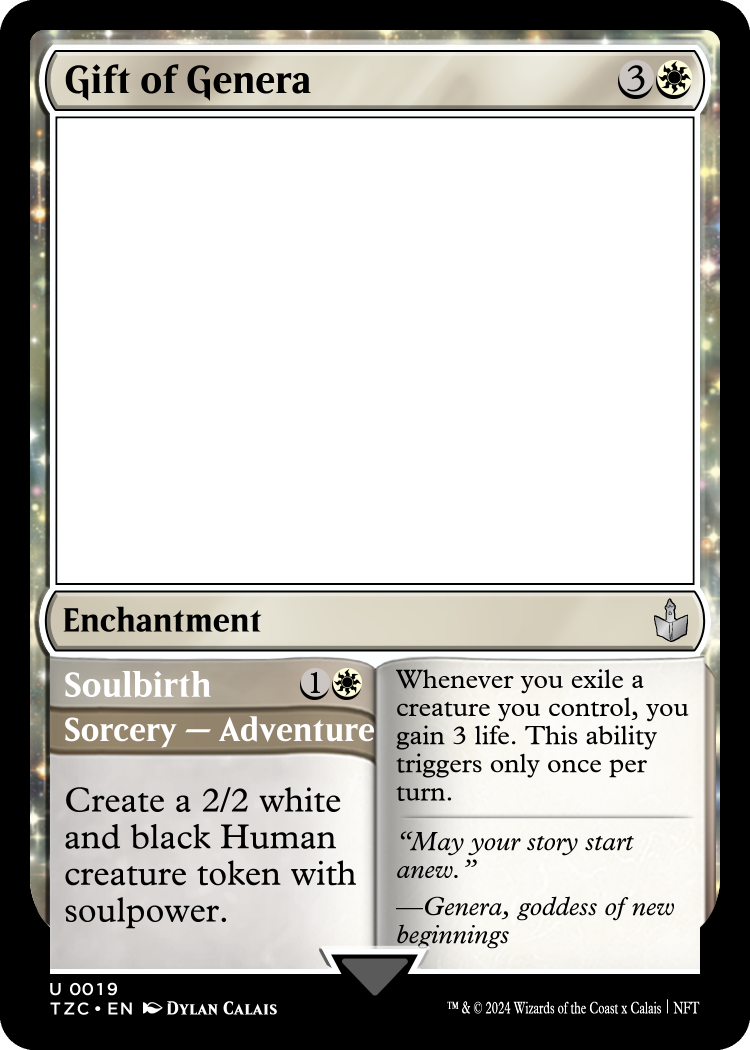 Gift of Genera 3
Enchantment
Soulbirth 1
Sorcery — Adventure
Create a 2/2 white
and black Human
creature token with
soulpower.
Whenever you exile a
creature you control, you
gain 3 life. This ability
triggers only once per
turn.
“May your story start
anew.”
—Genera, goddess of new
beginnings
U 0019
TZC • EN DYLAN CALAIS
™ & © 2024 Wizards of the Coast x Calais | NFT